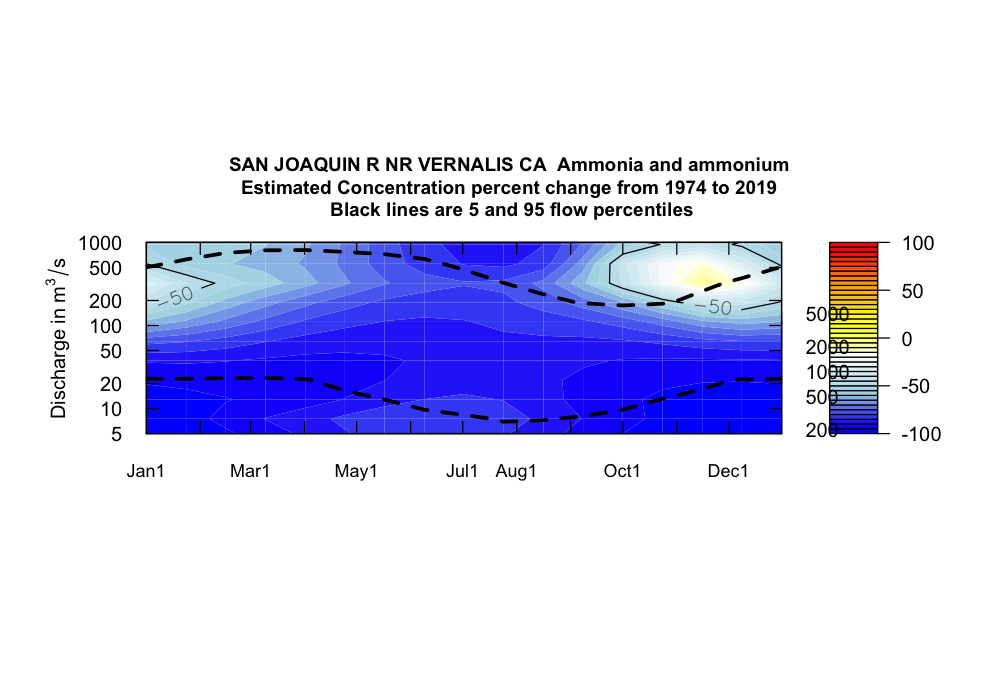 SAN JOAQUIN R NR VERNALIS CA  Ammonia and ammonium
Estimated Concentration percent change from 1974 to 2019
Black lines are 5 and 95 flow percentiles
Discharge in m³/s
1000
500
200
100
50
20
10
5
−50
−50
Jan1
Mar1
May1
Jul1
Aug1
Oct1
Dec1
5000
2000
1000
500
200
100
50
0
-50
-100